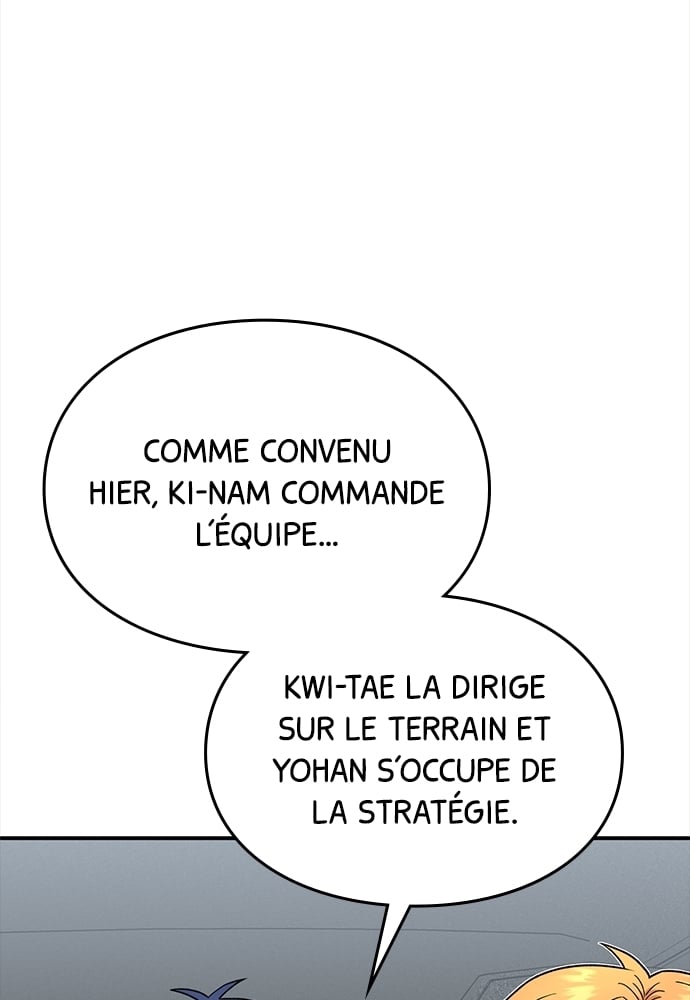 COMME CONVENU
HIER, KI-NAM COMMANDE
L'ÉQUIPE...
KWI-TAE LA DIRIGE
SUR LE TERRAIN ET
YOHAN S'OCCUPE DE
LA STRATÉGIE.